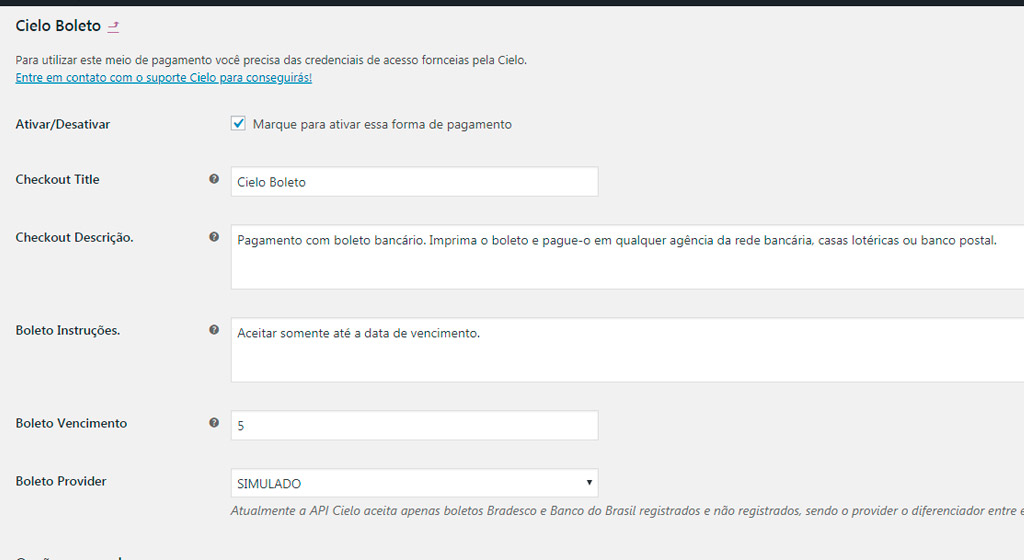 Cielo Boleto
Para utilizar este meio de pagamento você precisa das credenciais de acesso fornceias pela Cielo.
Entre em contato com o suporte Cielo para conseguirás!
Ativar/Desativar
Marque para ativar essa forma de pagamento
Checkout Title
Cielo Boleto
Checkout Descrição.
Pagamento com boleto bancário. Imprima o boleto e pague-o em qualquer agência da rede bancária, casas lotéricas ou banco postal.
Boleto Instruções.
Aceitar somente até a data de vencimento.
Boleto Vencimento
5
Boleto Provider
SIMULADO
Atualmente a API Cielo aceita apenas boletos Bradesco e Banco do Brasil registrados e não registrados, sendo o provider o diferenciador entre